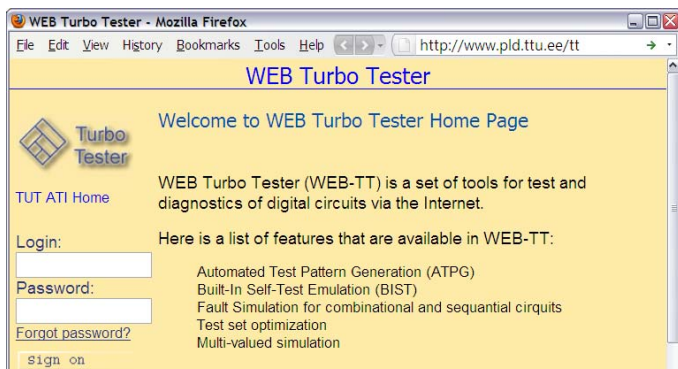 WEB Turbo Tester - Mozilla Firefox
File Edit View History Bookmarks Tools Help http://www.pld.ttu.ee/tt
WEB Turbo Tester
Turbo
Tester
TUT ATI Home
Login:
Password:
Forgot password?
Sign on
Welcome to WEB Turbo Tester Home Page
WEB Turbo Tester (WEB-TT) is a set of tools for test and
diagnostics of digital circuits via the Internet.
Here is a list of features that are available in WEB-TT:
Automated Test Pattern Generation (ATPG)
Built-In Self-Test Emulation (BIST)
Fault Simulation for combinational and sequantial cirquits
Test set optimization
Multi-valued simulation